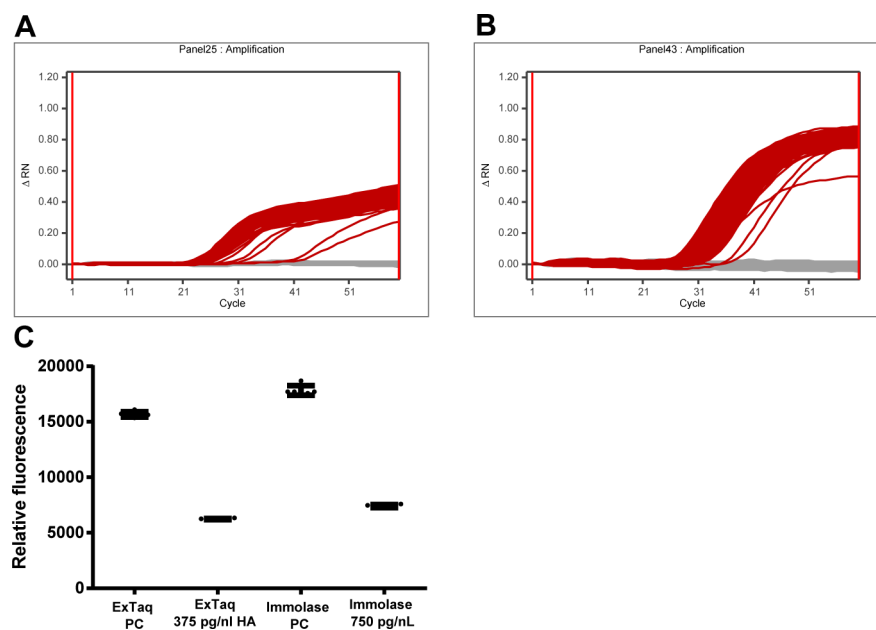 A
Panel25 : Amplification
1.20
1.00
0.80
0.60
0.40
0.20
0.00
Δ RN
1 11 21 31 41 51
Cycle
B
Panel43 : Amplification
1.20
1.00
0.80
0.60
0.40
0.20
0.00
Δ RN
1 11 21 31 41 51
Cycle
C
20000
15000
10000
5000
0
Relative fluorescence
ExTaq PC
ExTaq 375 pg/nl HA
Immolase PC
Immolase 750 pg/nL